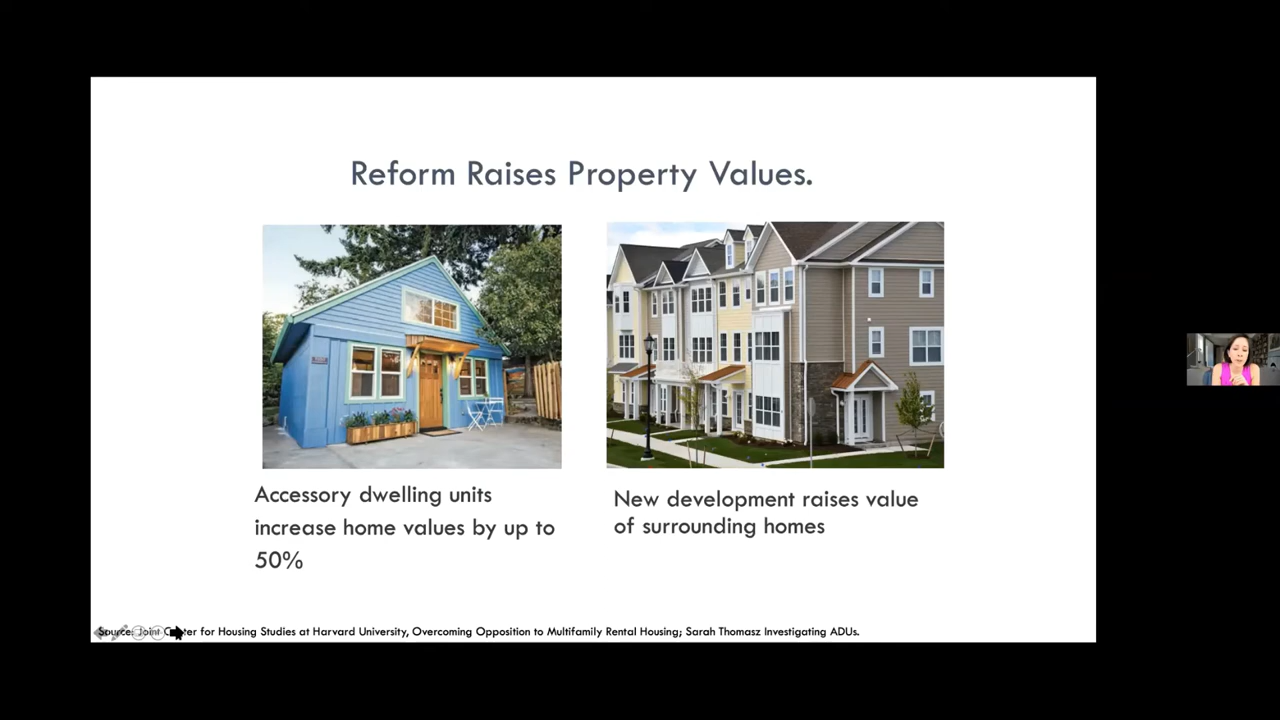 Reform Raises Property Values.
Accessory dwelling units
increase home values by up to
50%
New development raises value
of surrounding homes
Source: Joint Center for Housing Studies at Harvard University, Overcoming Opposition to Multifamily Rental Housing; Sarah Thomasz Investigating ADUs.